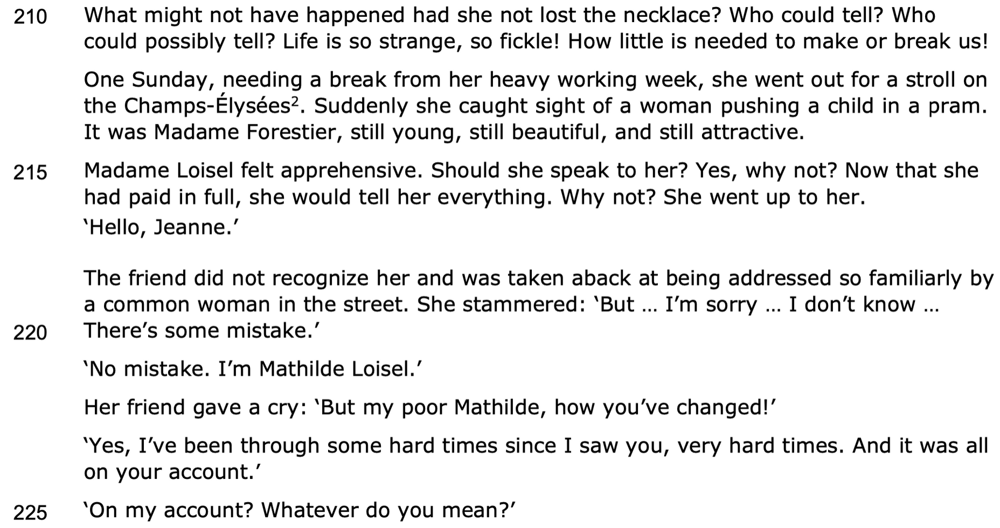 210 What might not have happened had she not lost the necklace? Who could tell? Who
could possibly tell? Life is so strange, so fickle! How little is needed to make or break us!
One Sunday, needing a break from her heavy working week, she went out for a stroll on
the Champs-Élysées². Suddenly she caught sight of a woman pushing a child in a pram.
It was Madame Forestier, still young, still beautiful, and still attractive.
215 Madame Loisel felt apprehensive. Should she speak to her? Yes, why not? Now that she
had paid in full, she would tell her everything. Why not? She went up to her.
‘Hello, Jeanne.’
The friend did not recognize her and was taken aback at being addressed so familiarly by
a common woman in the street. She stammered: ‘But ... I’m sorry ... I don’t know ...
220 There’s some mistake.’
‘No mistake. I’m Mathilde Loisel.’
Her friend gave a cry: ‘But my poor Mathilde, how you’ve changed!’
‘Yes, I’ve been through some hard times since I saw you, very hard times. And it was all
on your account.’
225 ‘On my account? Whatever do you mean?’